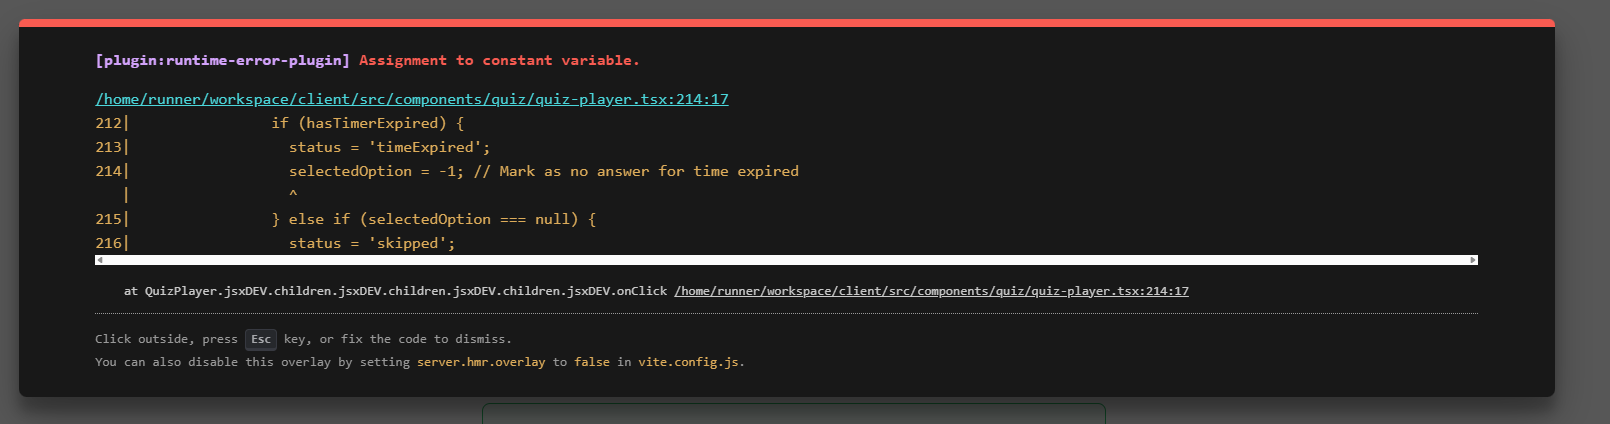 [plugin:runtime-error-plugin] Assignment to constant variable.
/home/runner/workspace/client/src/components/quiz/quiz-player.tsx:214:17
212|                if (hasTimerExpired) {
213|                  status = 'timeExpired';
214|                  selectedOption = -1; // Mark as no answer for time expired
   |                  ^
215|                } else if (selectedOption === null) {
216|                  status = 'skipped';
at QuizPlayer.jsxDEV.children.jsxDEV.children.jsxDEV.children.jsxDEV.onClick /home/runner/workspace/client/src/components/quiz/quiz-player.tsx:214:17
Click outside, press Esc key, or fix the code to dismiss.
You can also disable this overlay by setting server.hmr.overlay to false in vite.config.js.